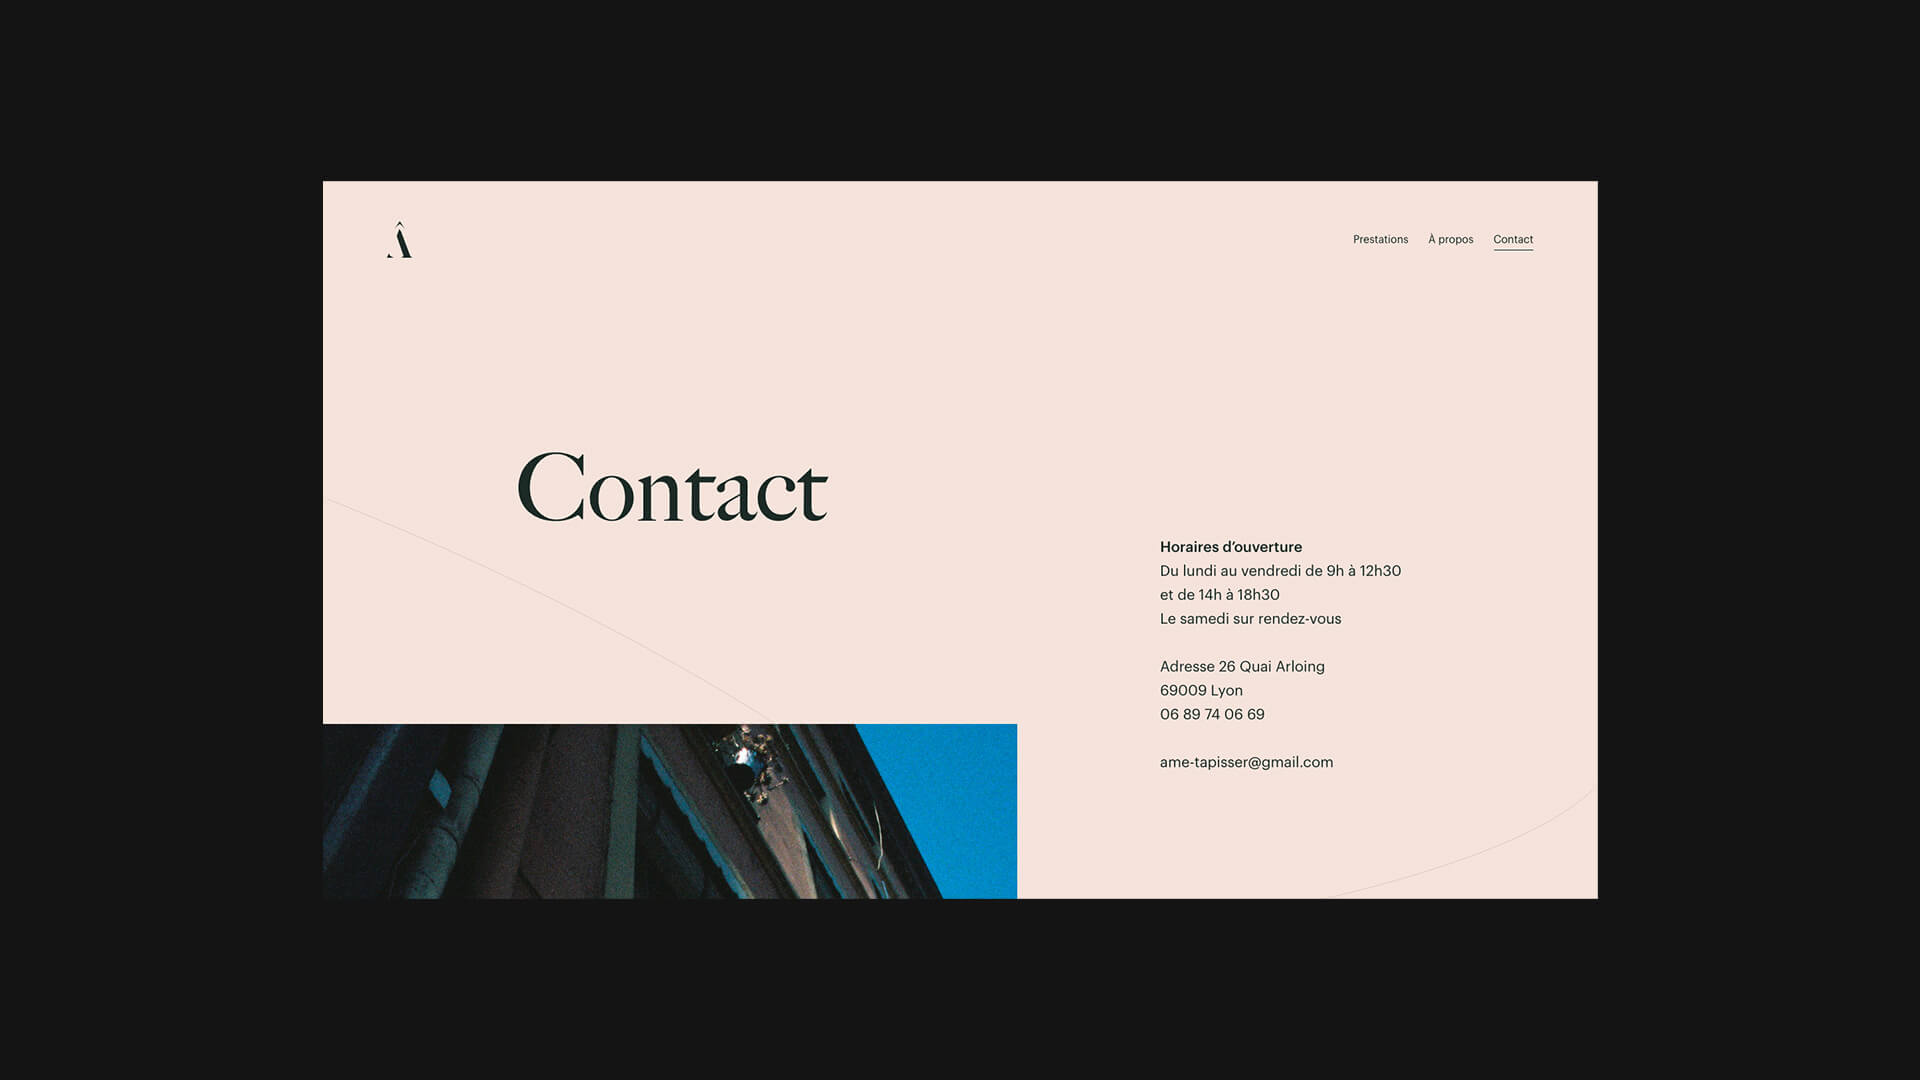 Â
Prestations À propos Contact
Contact
Horaires d’ouverture
Du lundi au vendredi de 9h à 12h30
et de 14h à 18h30
Le samedi sur rendez-vous
Adresse 26 Quai Arloing
69009 Lyon
06 89 74 06 69
ame-tapisser@gmail.com